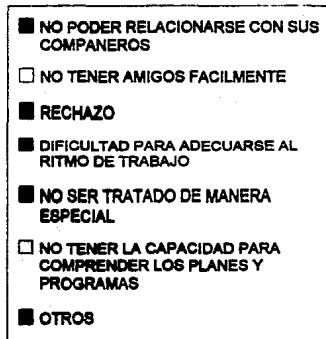 NO PODER RELACIONARSE CON SUS
COMPANEROS
NO TENER AMIGOS FACILMENTE
RECHAZO
DIFICULTAD PARA ADECUARSE AL
RITMO DE TRABAJO
NO SER TRATADO DE MANERA
ESPECIAL
NO TENER LA CAPACIDAD PARA
COMPRENDER LOS PLANES Y
PROGRAMAS
OTROS